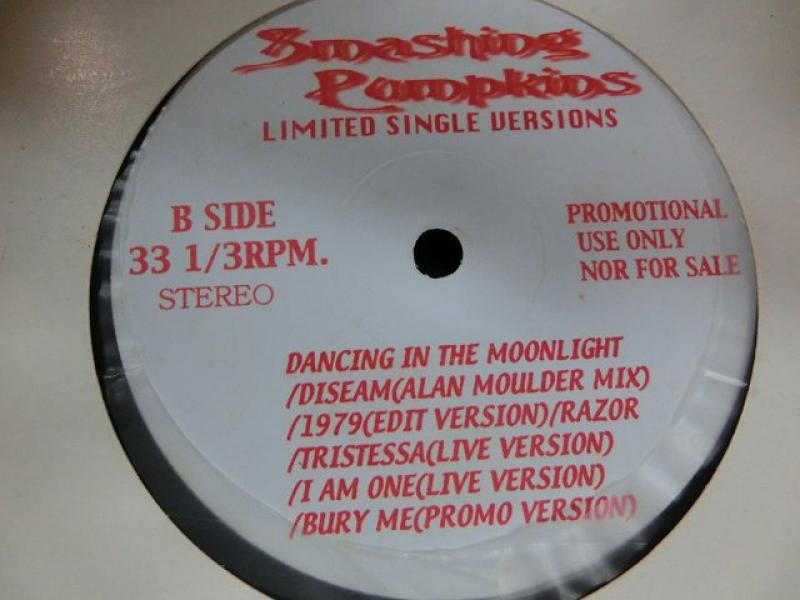 Smashing
Pumpkins
LIMITED SINGLE VERSIONS
B SIDE
33 1/3RPM.
STEREO
PROMOTIONAL
USE ONLY
NOR FOR SALE
DANCING IN THE MOONLIGHT
/DISEAM(ALAN MOULDER MIX)
/1979(EDIT VERSION)/RAZOR
/TRISTESSA(LIVE VERSION)
/I AM ONE(LIVE VERSION)
/BURY ME(PROMO VERSION)